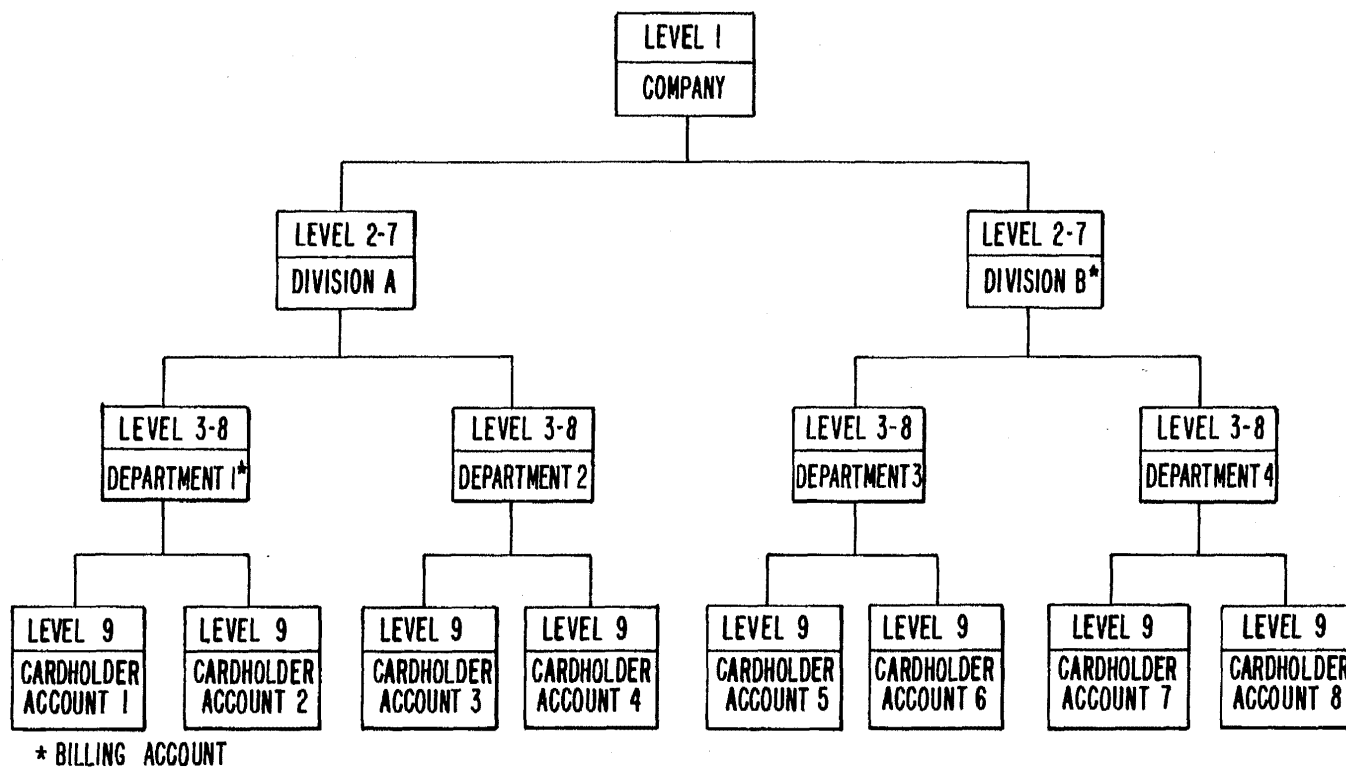 LEVEL 1
COMPANY
LEVEL 2-7
DIVISION A
LEVEL 2-7
DIVISION B*
LEVEL 3-8
DEPARTMENT 1*
LEVEL 3-8
DEPARTMENT 2
LEVEL 3-8
DEPARTMENT 3
LEVEL 3-8
DEPARTMENT 4
LEVEL 9
CARDHOLDER
ACCOUNT 1
LEVEL 9
CARDHOLDER
ACCOUNT 2
LEVEL 9
CARDHOLDER
ACCOUNT 3
LEVEL 9
CARDHOLDER
ACCOUNT 4
LEVEL 9
CARDHOLDER
ACCOUNT 5
LEVEL 9
CARDHOLDER
ACCOUNT 6
LEVEL 9
CARDHOLDER
ACCOUNT 7
LEVEL 9
CARDHOLDER
ACCOUNT 8
* BILLING ACCOUNT